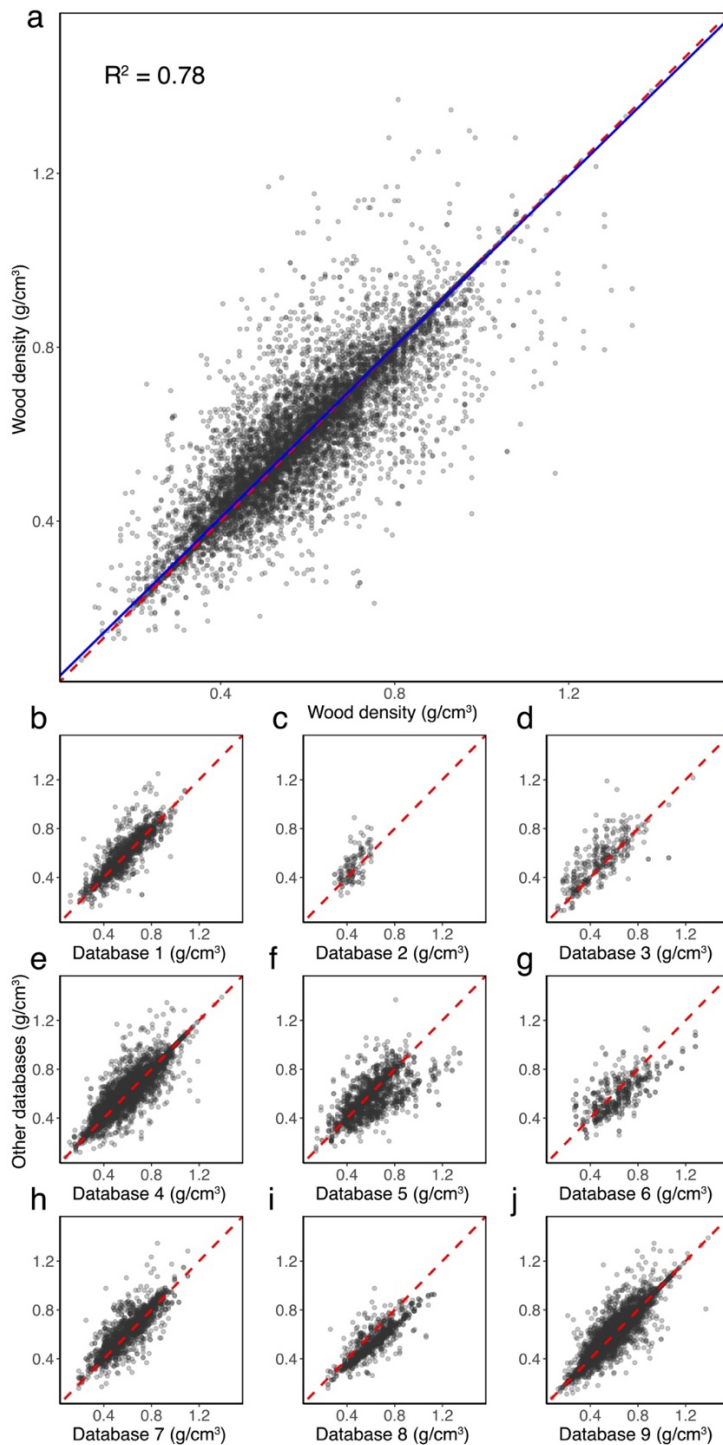 a
R² = 0.78
1.2
0.8
0.4
Wood density (g/cm³)
0.4 0.8 1.2
Wood density (g/cm³)
b c d
1.2 1.2 1.2
0.8 0.8 0.8
0.4 0.4 0.4
0.4 0.8 1.2 0.4 0.8 1.2 0.4 0.8 1.2
Database 1 (g/cm³) Database 2 (g/cm³) Database 3 (g/cm³)
e f g
Other databases (g/cm³)
1.2 1.2 1.2
0.8 0.8 0.8
0.4 0.4 0.4
0.4 0.8 1.2 0.4 0.8 1.2 0.4 0.8 1.2
Database 4 (g/cm³) Database 5 (g/cm³) Database 6 (g/cm³)
h i j
1.2 1.2 1.2
0.8 0.8 0.8
0.4 0.4 0.4
0.4 0.8 1.2 0.4 0.8 1.2 0.4 0.8 1.2
Database 7 (g/cm³) Database 8 (g/cm³) Database 9 (g/cm³)